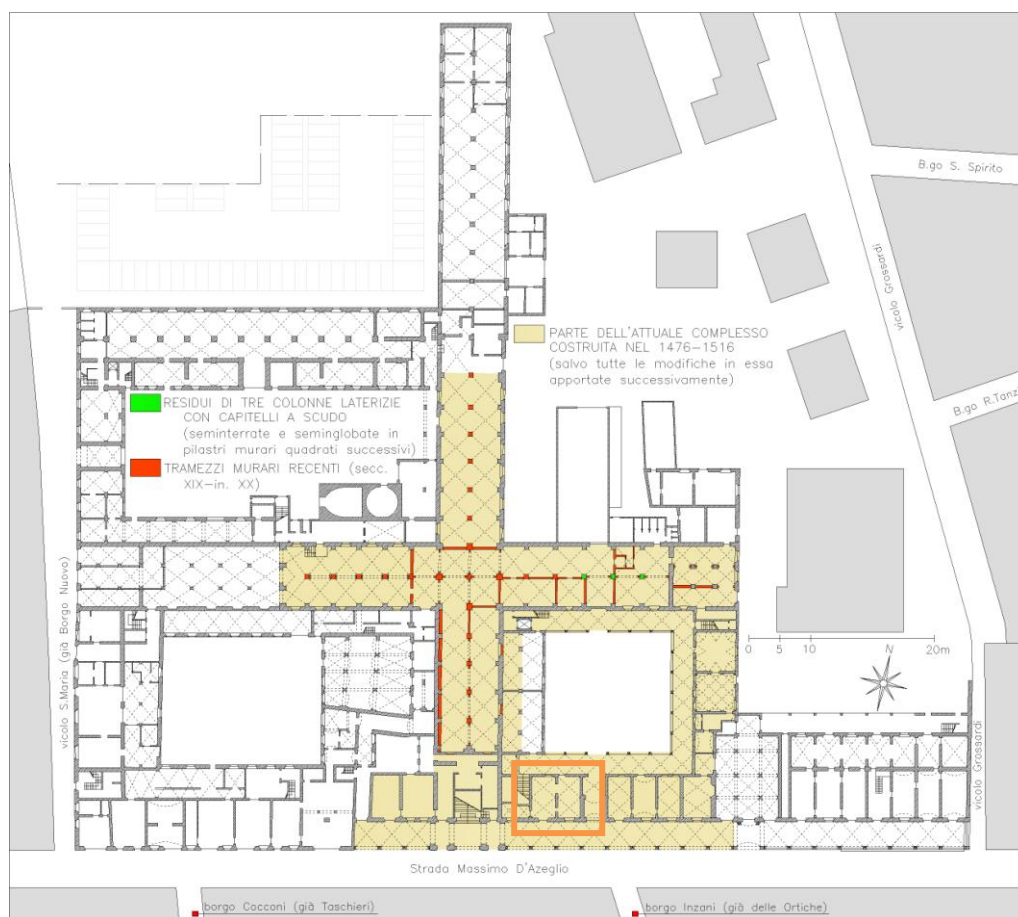 B.go S. Spirito
vicolo Grossardi
PARTE DELL'ATTUALE COMPLESSO
COSTRUITA NEL 1476-1516
(salvo tutte le modifiche in essa
apportate successivamente)
B.go R.Tanz
RESIDUI DI TRE COLONNE LATERIZIE
CON CAPITELLI A SCUDO
(seminterrate e seminglobate in
pilastri murari quadrati successivi)
TRAMEZZI MURARI RECENTI (secc.
XIX-in. XX)
vicolo S.Maria (già Borgo Nuovo)
0 5 10 20m
N
vicolo Grossardi
Strada Massimo D'Azeglio
borgo Cocconi (già Taschieri)
borgo Inzani (già delle Ortiche)